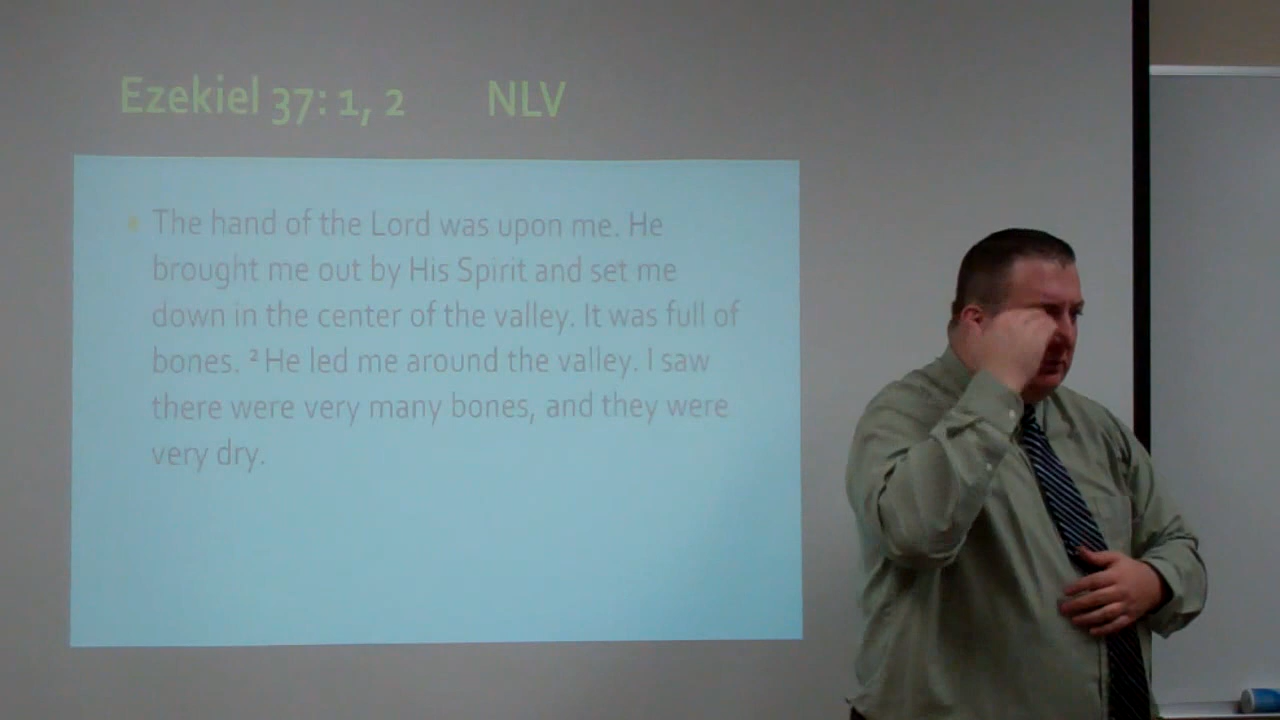 Ezekiel 37: 1, 2 NLV
The hand of the Lord was upon me. He
brought me out by His Spirit and set me
down in the center of the valley. It was full of
bones. ² He led me around the valley. I saw
there were very many bones, and they were
very dry.